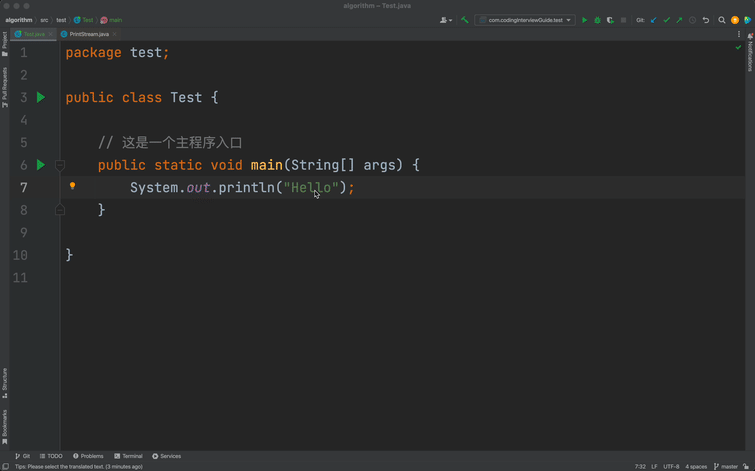 algorithm – Test.java
algorithm src test Test main
com.codingInterviewGuide.test
Git:
Test.java PrintStream.java
Project
Pull Requests
Structure
Bookmarks
Notifications
1 package test;
2
3 public class Test {
4
5 // 这是一个主程序入口
6 public static void main(String[] args) {
7 System.out.println("Hello");
8 }
9
10 }
11
Git TODO Problems Terminal Services
Tips: Please select the translated text. (3 minutes ago) 7:32 LF UTF-8 4 spaces master